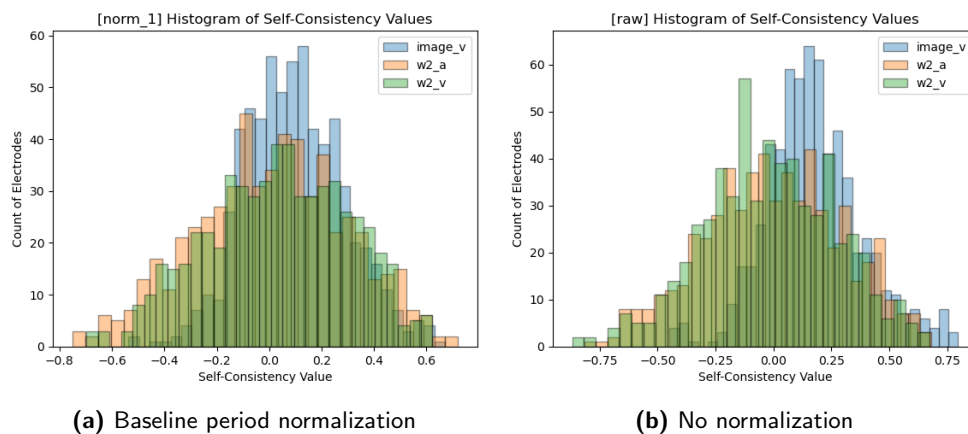 [norm_1] Histogram of Self-Consistency Values
60
50
40
30
20
10
0
Count of Electrodes
image_v
w2_a
w2_v
−0.8 −0.6 −0.4 −0.2 0.0 0.2 0.4 0.6
Self-Consistency Value
(a) Baseline period normalization
[raw] Histogram of Self-Consistency Values
60
50
40
30
20
10
0
Count of Electrodes
image_v
w2_a
w2_v
−0.75 −0.50 −0.25 0.00 0.25 0.50 0.75
Self-Consistency Value
(b) No normalization